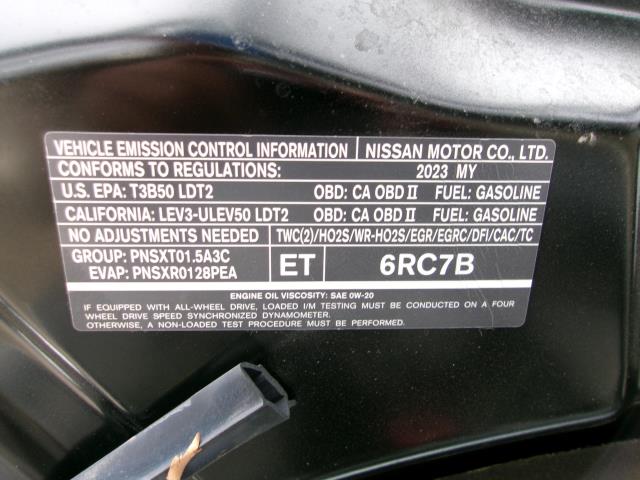 VEHICLE EMISSION CONTROL INFORMATION NISSAN MOTOR CO., LTD.
CONFORMS TO REGULATIONS: 2023 MY
U.S. EPA: T3B50 LDT2 OBD: CA OBD II FUEL: GASOLINE
CALIFORNIA: LEV3-ULEV50 LDT2 OBD: CA OBD II FUEL: GASOLINE
NO ADJUSTMENTS NEEDED TWC(2)/HO2S/WR-HO2S/EGR/EGRC/DFI/CAC/TC
GROUP: PNSXT01.5A3C
EVAP: PNSXR0128PEA
ET 6RC7B
ENGINE OIL VISCOSITY: SAE 0W-20
IF EQUIPPED WITH ALL-WHEEL DRIVE, LOADED I/M TESTING MUST BE CONDUCTED ON A FOUR
WHEEL DRIVE SPEED SYNCHRONIZED DYNAMOMETER.
OTHERWISE, A NON-LOADED TEST PROCEDURE MUST BE PERFORMED.